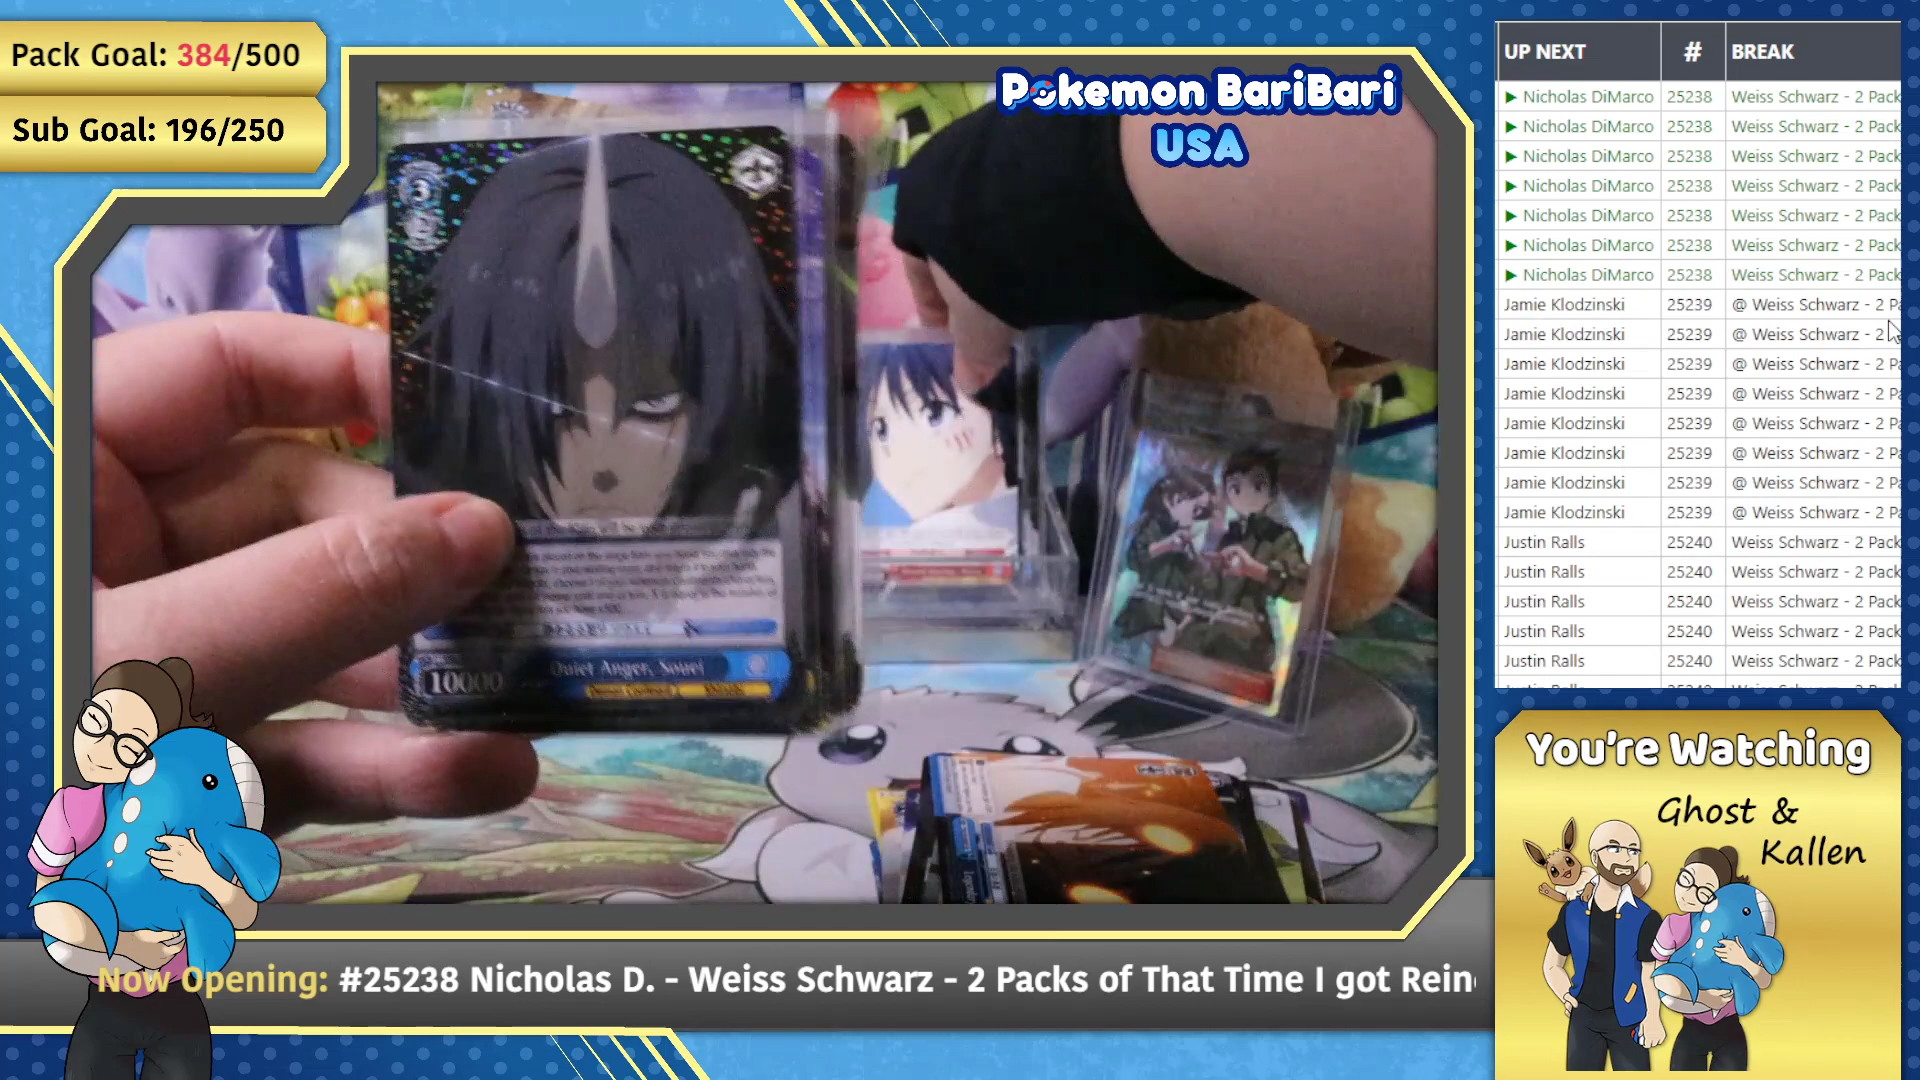 Pack Goal: 384/500
Sub Goal: 196/250
Pokemon BariBari
USA
3
10000
Quiet Anger, Souei
UP NEXT # BREAK
▶ Nicholas DiMarco 25238 Weiss Schwarz - 2 Pack
▶ Nicholas DiMarco 25238 Weiss Schwarz - 2 Pack
▶ Nicholas DiMarco 25238 Weiss Schwarz - 2 Pack
▶ Nicholas DiMarco 25238 Weiss Schwarz - 2 Pack
▶ Nicholas DiMarco 25238 Weiss Schwarz - 2 Pack
▶ Nicholas DiMarco 25238 Weiss Schwarz - 2 Pack
▶ Nicholas DiMarco 25238 Weiss Schwarz - 2 Pack
Jamie Klodzinski 25239 @ Weiss Schwarz - 2 Pa
Jamie Klodzinski 25239 @ Weiss Schwarz - 2
Jamie Klodzinski 25239 @ Weiss Schwarz - 2 Pa
Jamie Klodzinski 25239 @ Weiss Schwarz - 2 Pa
Jamie Klodzinski 25239 @ Weiss Schwarz - 2 Pa
Jamie Klodzinski 25239 @ Weiss Schwarz - 2 Pa
Jamie Klodzinski 25239 @ Weiss Schwarz - 2 Pa
Jamie Klodzinski 25239 @ Weiss Schwarz - 2 Pa
Justin Ralls 25240 Weiss Schwarz - 2 Pack
Justin Ralls 25240 Weiss Schwarz - 2 Pack
Justin Ralls 25240 Weiss Schwarz - 2 Pack
Justin Ralls 25240 Weiss Schwarz - 2 Pack
Justin Ralls 25240 Weiss Schwarz - 2 Pack
You're Watching
Ghost &
Kallen
Now Opening: #25238 Nicholas D. - Weiss Schwarz - 2 Packs of That Time I got Rein